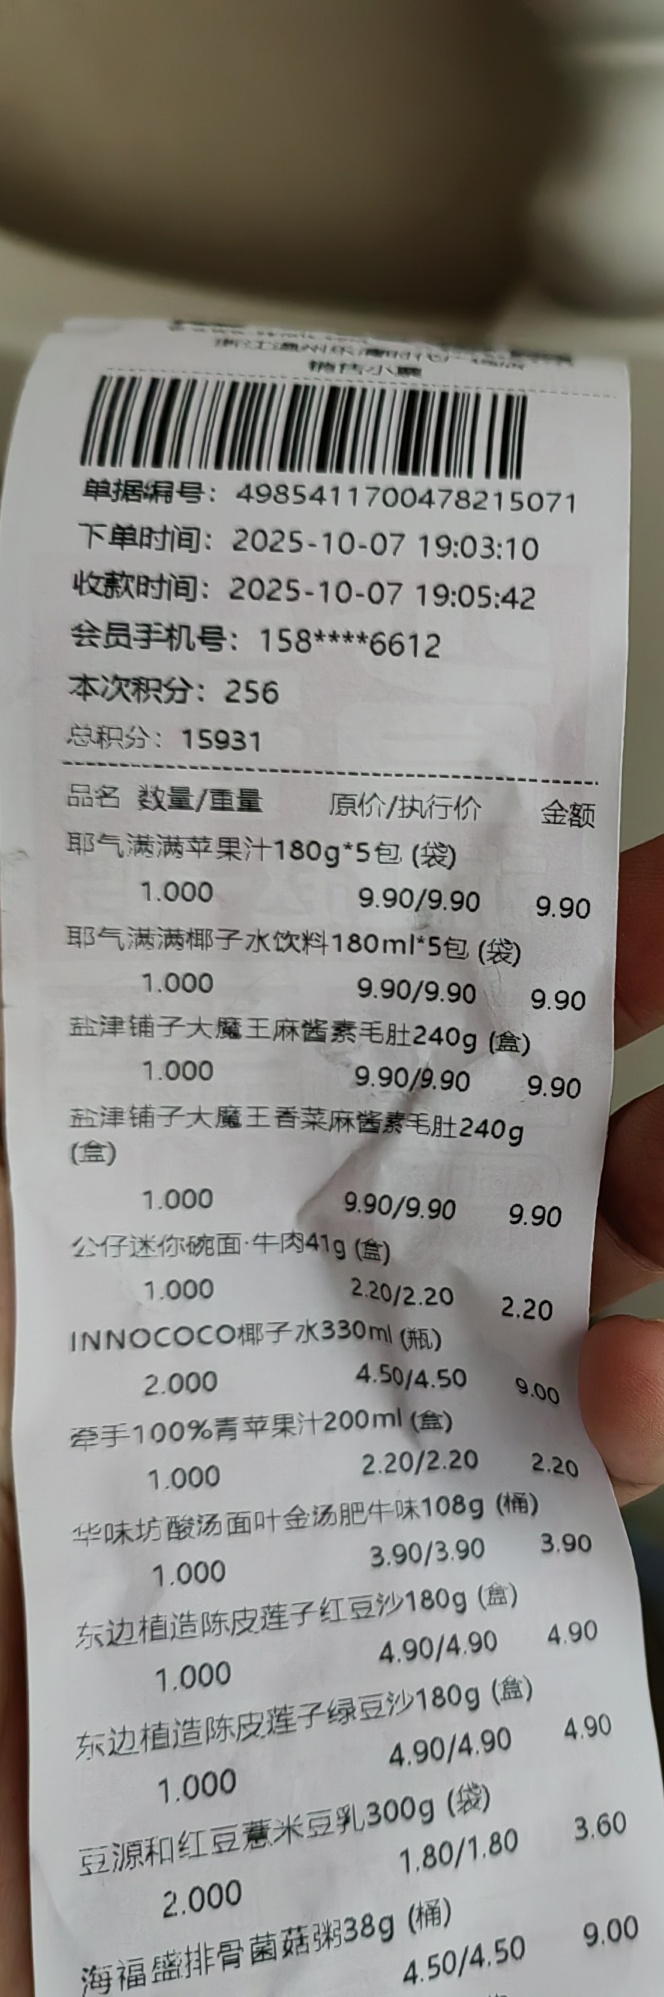 销售小票
单据编号：4985411700478215071
下单时间：2025-10-07 19:03:10
收款时间：2025-10-07 19:05:42
会员手机号：158****6612
本次积分：256
总积分：15931
品名 数量/重量 原价/执行价 金额
耶气满满苹果汁180g*5包 (袋)
1.000 9.90/9.90 9.90
耶气满满椰子水饮料180ml*5包 (袋)
1.000 9.90/9.90 9.90
盐津铺子大魔王麻酱素毛肚240g (盒)
1.000 9.90/9.90 9.90
盐津铺子大魔王香菜麻酱素毛肚240g
(盒)
1.000 9.90/9.90 9.90
公仔迷你碗面·牛肉41g (盒)
1.000 2.20/2.20 2.20
INNOCOCO椰子水330ml (瓶)
2.000 4.50/4.50 9.00
牵手100%青苹果汁200ml (盒)
1.000 2.20/2.20 2.20
华味坊酸汤面叶金汤肥牛味108g (桶)
1.000 3.90/3.90 3.90
东边植造陈皮莲子红豆沙180g (盒)
1.000 4.90/4.90 4.90
东边植造陈皮莲子绿豆沙180g (盒)
1.000 4.90/4.90 4.90
豆源和红豆薏米豆乳300g (袋)
2.000 1.80/1.80 3.60
海福盛排骨菌菇粥38g (桶)
4.50/4.50 9.00